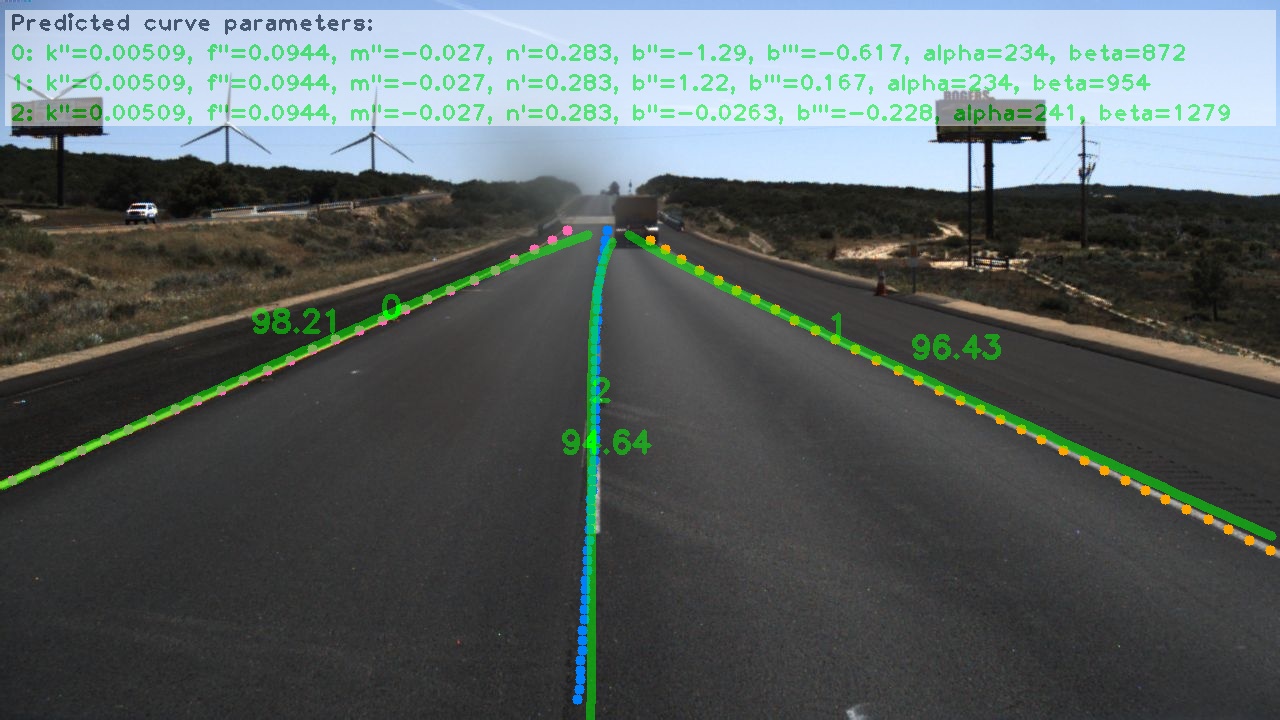 Predicted curve parameters:
0: k''=0.00509, f''=0.0944, m''=-0.027, n'=0.283, b''=-1.29, b'''=-0.617, alpha=234, beta=872
1: k''=0.00509, f''=0.0944, m''=-0.027, n'=0.283, b''=1.22, b'''=0.167, alpha=234, beta=954
ROGERS
2: k''=0.00509, f''=0.0944, m''=-0.027, n'=0.283, b''=-0.0263, b'''=-0.228, alpha=241, beta=1279
0
98.21
1
96.43
2
94.64